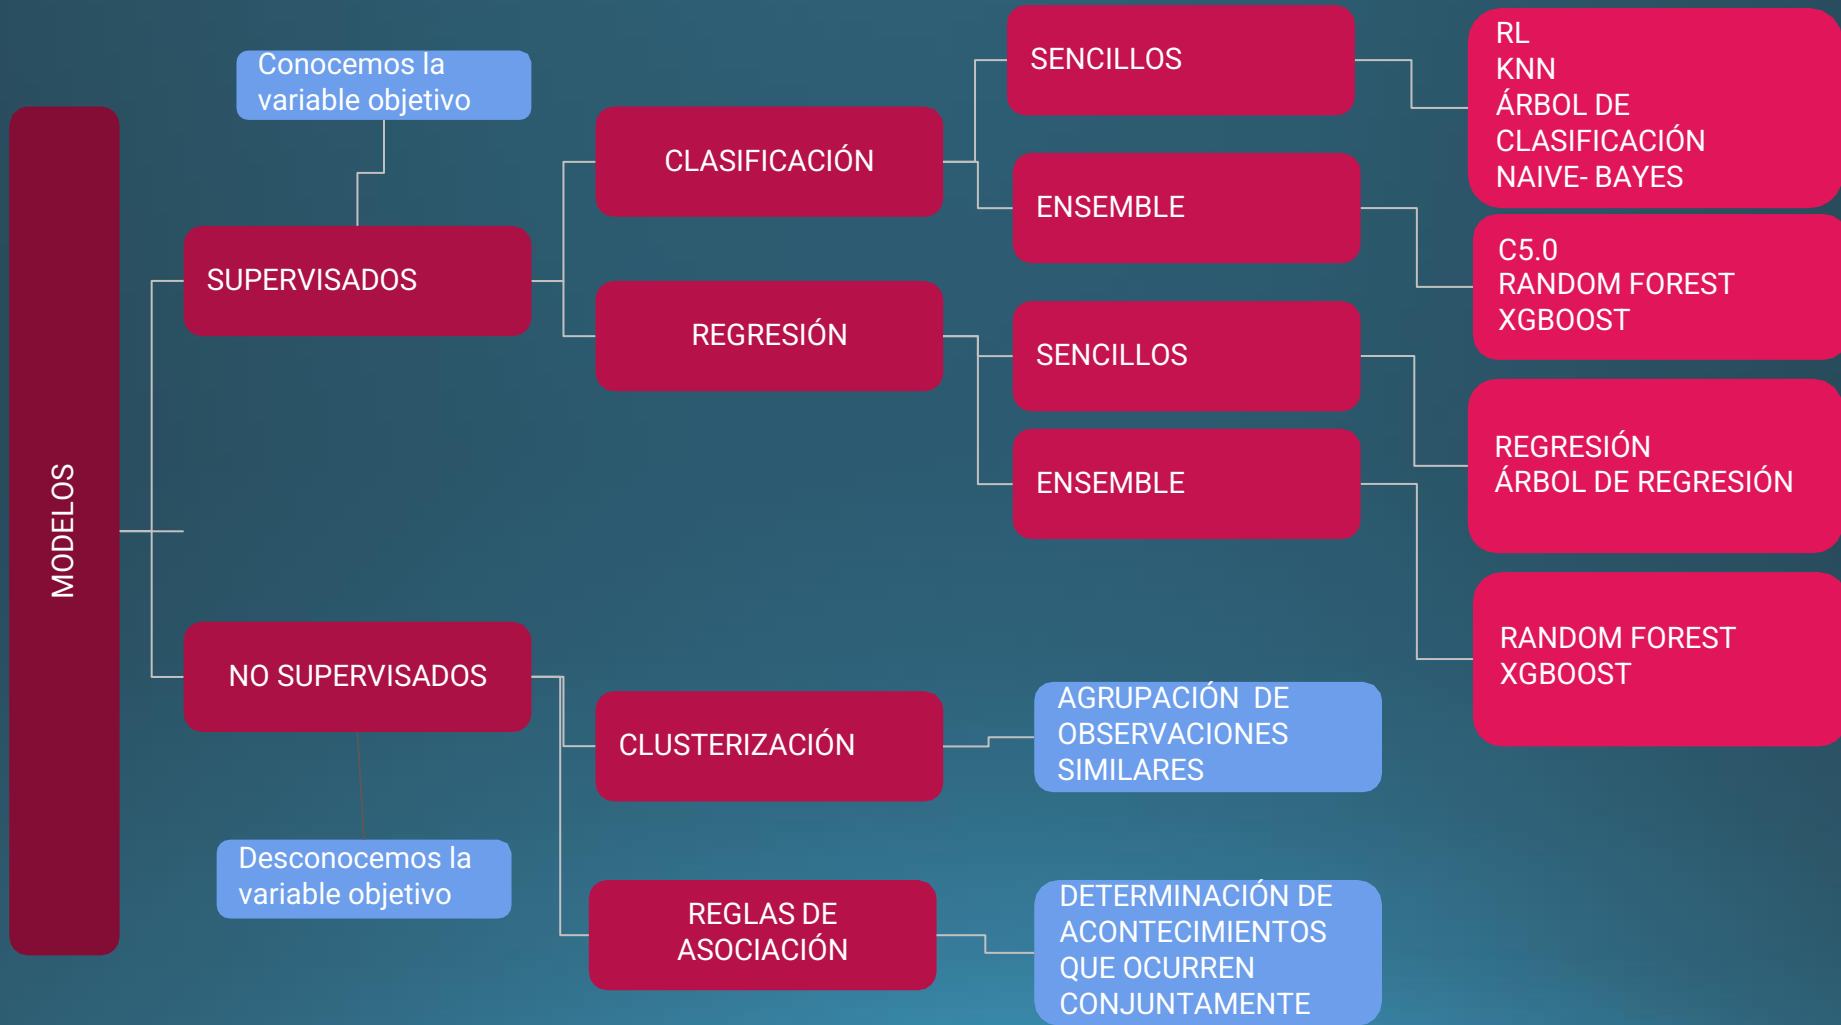 MODELOS
Conocemos la
variable objetivo
SUPERVISADOS
CLASIFICACIÓN
SENCILLOS
RL
KNN
ÁRBOL DE
CLASIFICACIÓN
NAIVE- BAYES
ENSEMBLE
C5.0
RANDOM FOREST
XGBOOST
REGRESIÓN
SENCILLOS
REGRESIÓN
ÁRBOL DE REGRESIÓN
ENSEMBLE
RANDOM FOREST
XGBOOST
NO SUPERVISADOS
Desconocemos la
variable objetivo
CLUSTERIZACIÓN
AGRUPACIÓN DE
OBSERVACIONES
SIMILARES
REGLAS DE
ASOCIACIÓN
DETERMINACIÓN DE
ACONTECIMIENTOS
QUE OCURREN
CONJUNTAMENTE